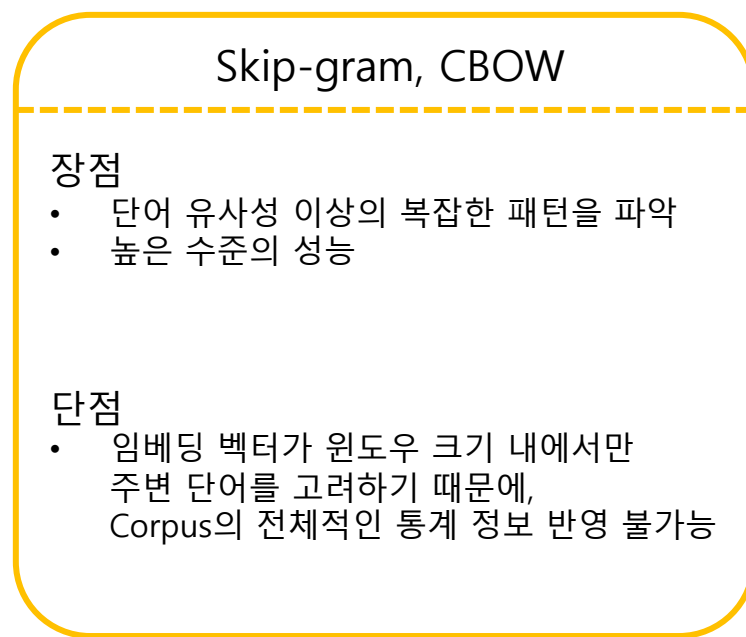 Skip-gram, CBOW
장점
• 단어 유사성 이상의 복잡한 패턴을 파악
• 높은 수준의 성능
단점
• 임베딩 벡터가 윈도우 크기 내에서만
주변 단어를 고려하기 때문에,
Corpus의 전체적인 통계 정보 반영 불가능